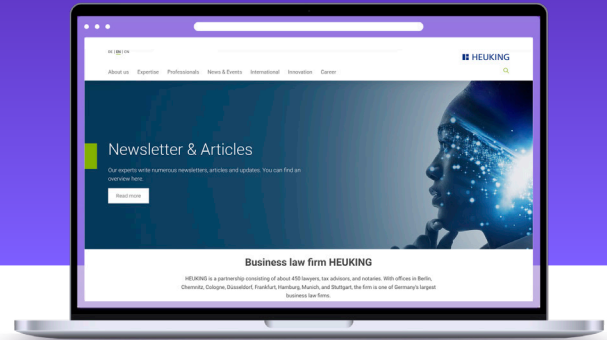 DE | EN | CN
HEUKING
About us Expertise Professionals News & Events International Innovation Career
Newsletter & Articles
Our experts write numerous newsletters, articles and updates. You can find an
overview here.
Read more
Business law firm HEUKING
HEUKING is a partnership consisting of about 450 lawyers, tax advisors, and notaries. With offices in Berlin,
Chemnitz, Cologne, Düsseldorf, Frankfurt, Hamburg, Munich, and Stuttgart, the firm is one of Germany's largest
business law firms.